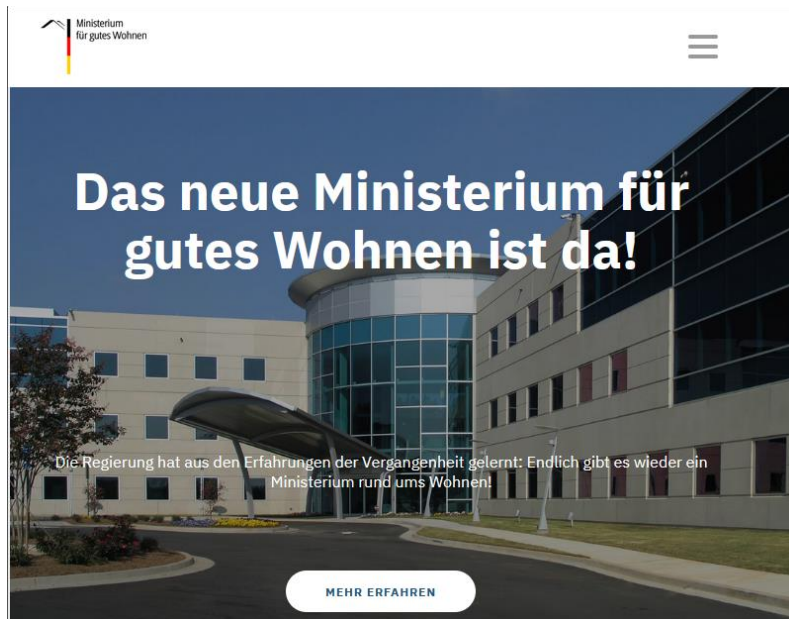 Ministerium
für gutes Wohnen
Das neue Ministerium für
gutes Wohnen ist da!
Die Regierung hat aus den Erfahrungen der Vergangenheit gelernt: Endlich gibt es wieder ein
Ministerium rund ums Wohnen!
MEHR ERFAHREN